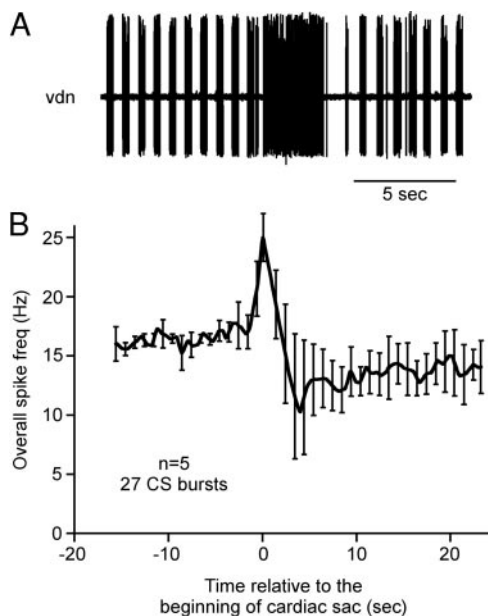 A
vdn
5 sec
B
25
20
15
10
5
0
Overall spike freq (Hz)
n=5
27 CS bursts
-20 -10 0 10 20
Time relative to the
beginning of cardiac sac (sec)